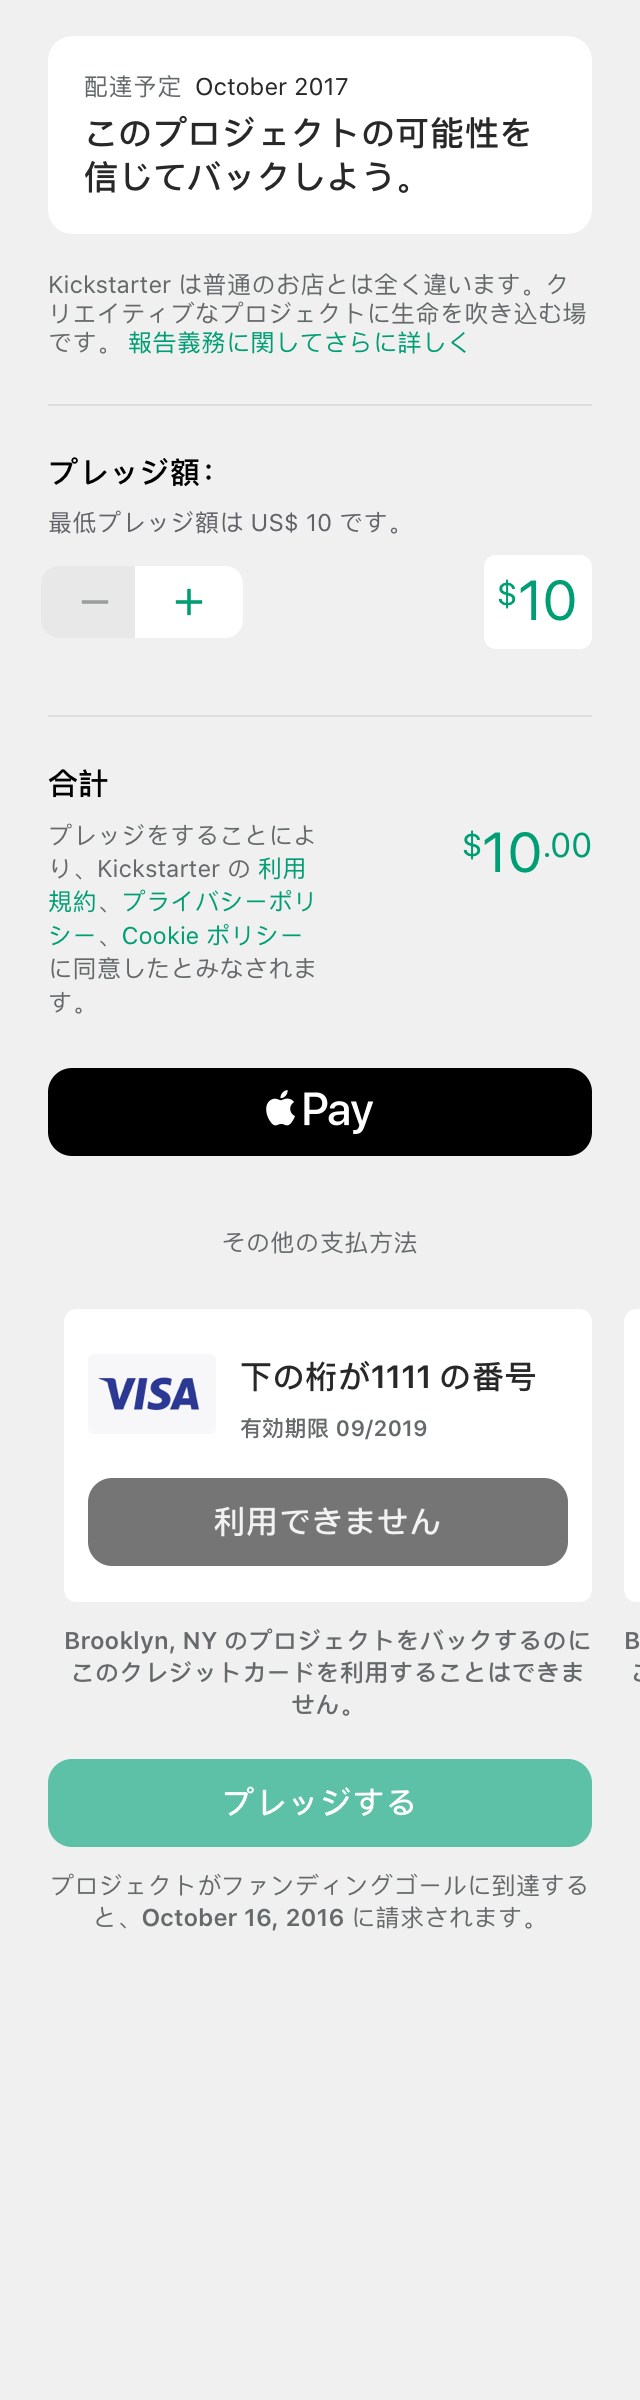 配達予定 October 2017
このプロジェクトの可能性を
信じてバックしよう。
Kickstarter は普通のお店とは全く違います。ク
リエイティブなプロジェクトに生命を吹き込む場
です。 報告義務に関してさらに詳しく
プレッジ額：
最低プレッジ額は US$ 10 です。
− +
$10
合計
プレッジをすることによ
り、Kickstarter の 利用
規約、プライバシーポリ
シー、Cookie ポリシー
に同意したとみなされま
す。
$10.00
Pay
その他の支払方法
VISA
下の桁が1111 の番号
有効期限 09/2019
利用できません
Brooklyn, NY のプロジェクトをバックするのに
このクレジットカードを利用することはできま
せん。
プレッジする
プロジェクトがファンディングゴールに到達する
と、October 16, 2016 に請求されます。